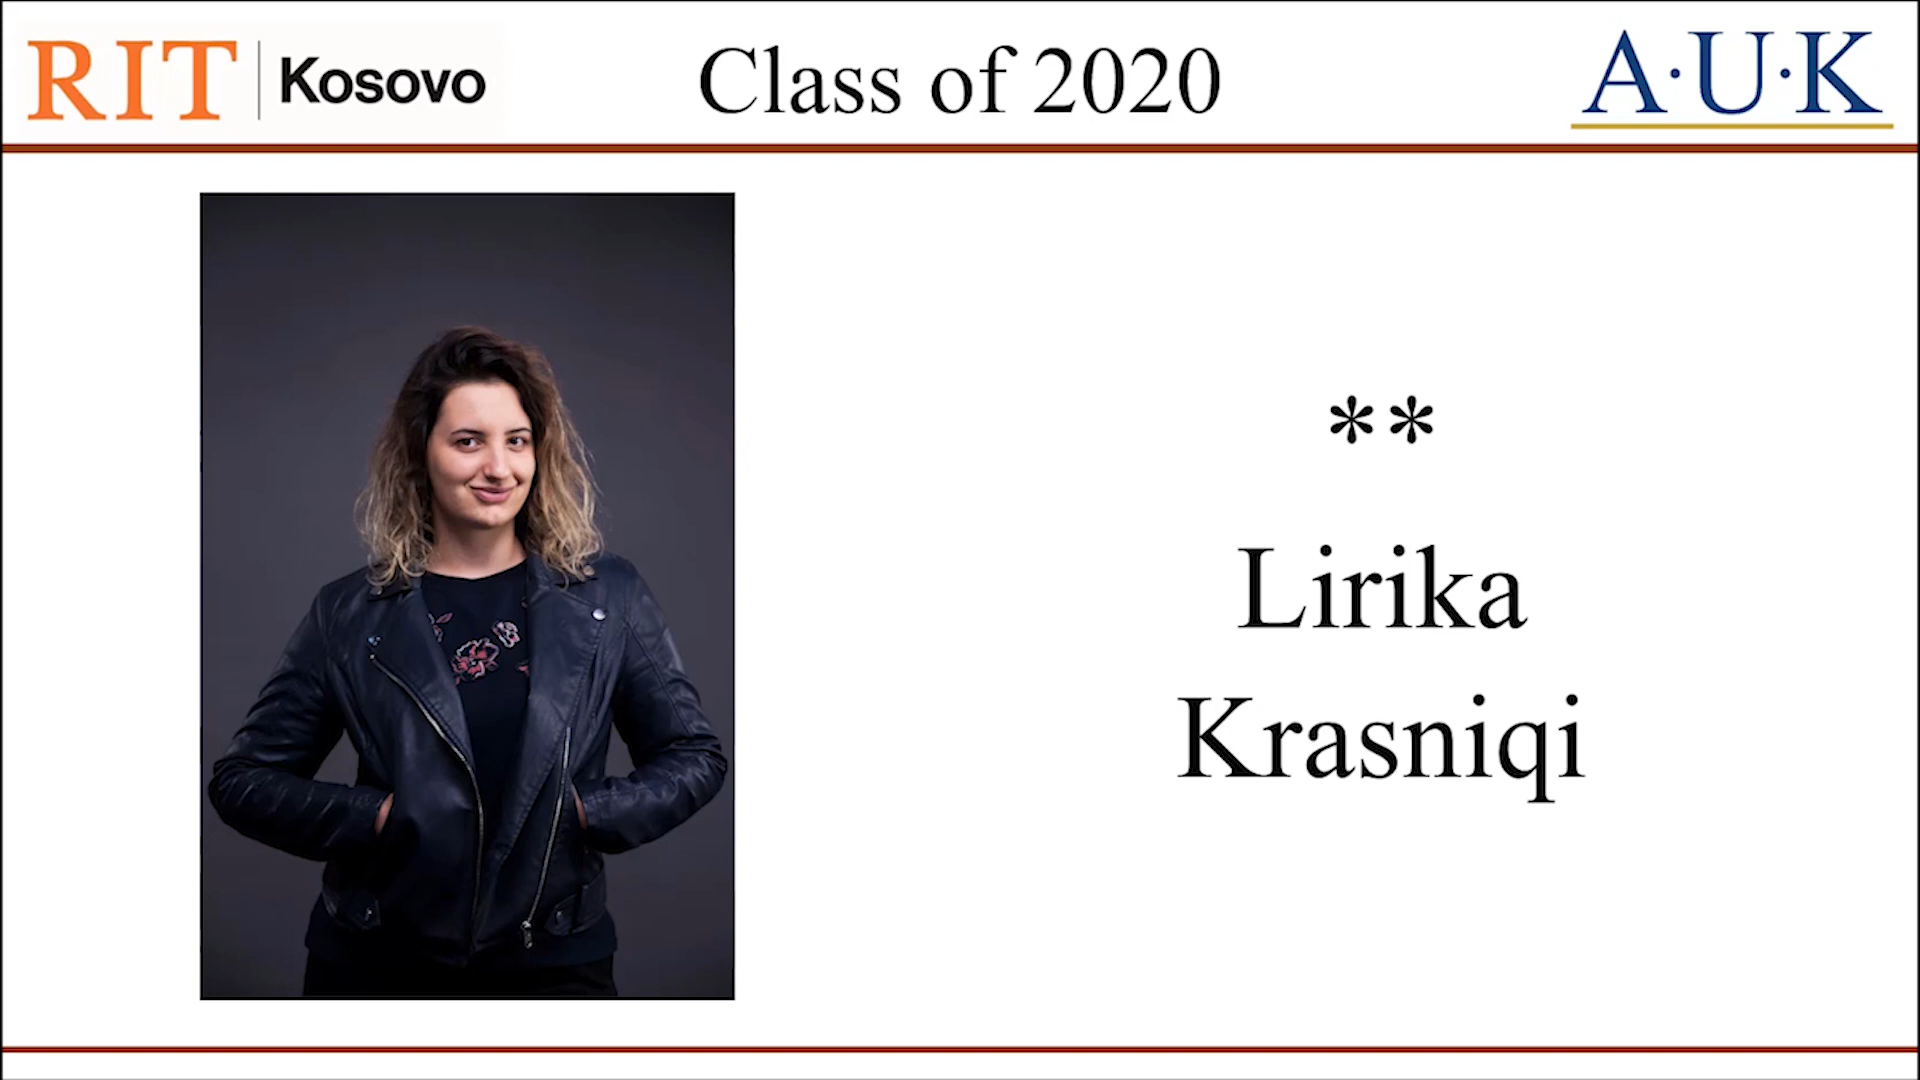 RIT | Kosovo
Class of 2020
A·U·K
**
Lirika
Krasniqi